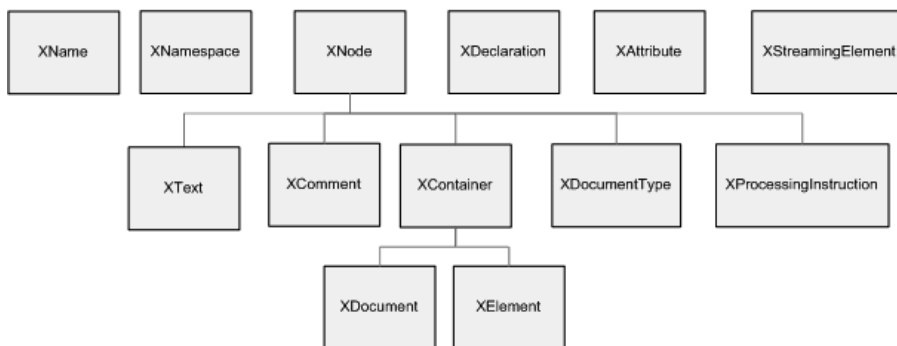 XName
XNamespace
XNode
XDeclaration
XAttribute
XStreamingElement
XText
XComment
XContainer
XDocumentType
XProcessingInstruction
XDocument
XElement